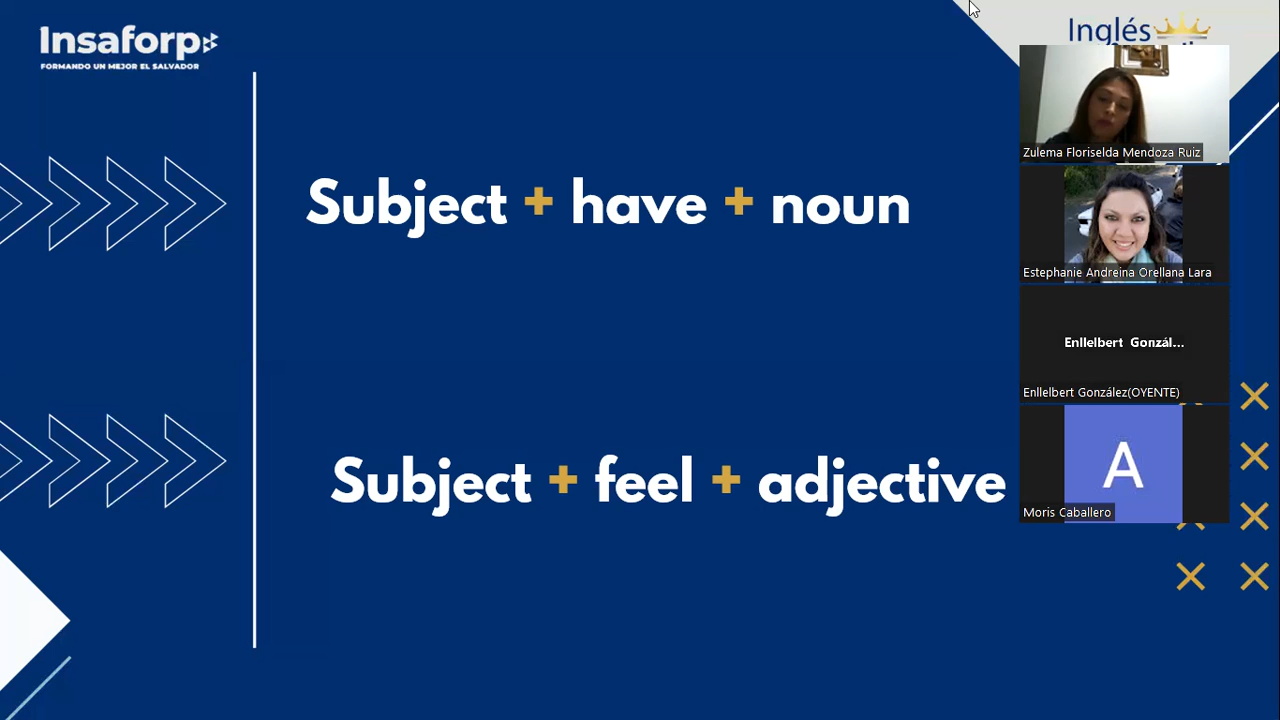 Insaforp
FORMANDO UN MEJOR EL SALVADOR
Inglés
Subject + have + noun
Subject + feel + adjective
Zulema Floriselda Mendoza Ruiz
Estephanie Andreina Orellana Lara
Enllelbert Gonzál...
Enllelbert González(OYENTE)
A
Moris Caballero